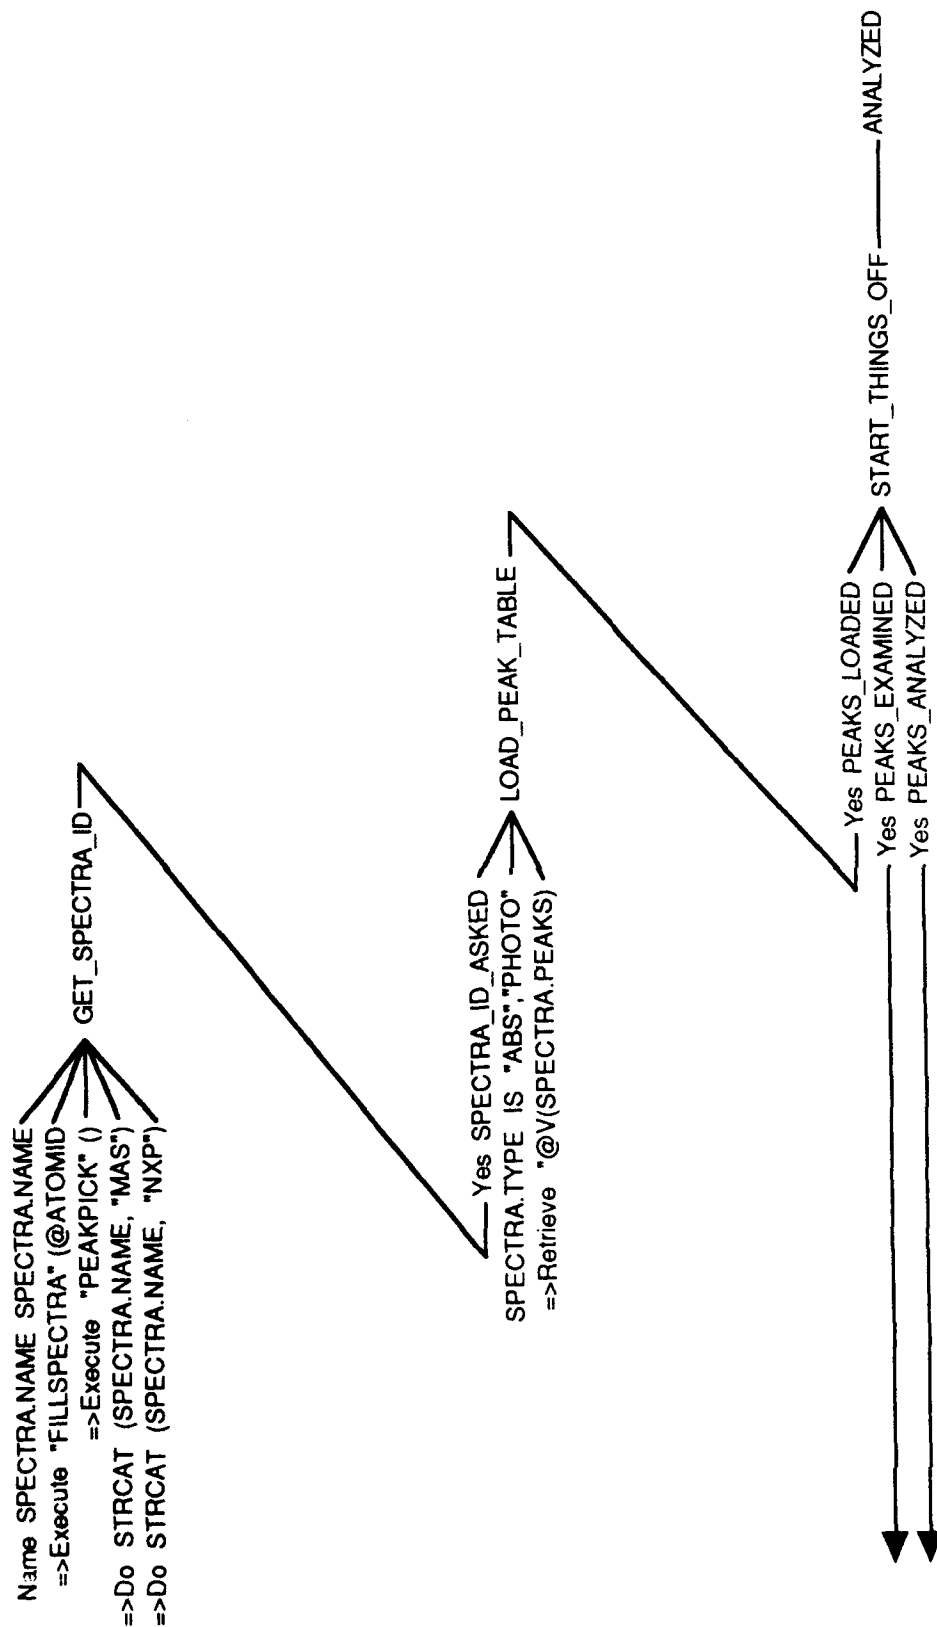 Name SPECTRA.NAME SPECTRA.NAME
=>Execute "FILLSPECTRA" (@ATOMID
=>Execute "PEAKPICK" ()
=>Do STRCAT (SPECTRA.NAME, "MAS")
=>Do STRCAT (SPECTRA.NAME, "NXP")
GET_SPECTRA_ID
Yes SPECTRA_ID_ASKED
SPECTRA.TYPE IS "ABS","PHOTO"
=>Retrieve "@V(SPECTRA.PEAKS)
LOAD_PEAK_TABLE
Yes PEAKS_LOADED
Yes PEAKS_EXAMINED
Yes PEAKS_ANALYZED
START_THINGS_OFF
ANALYZED